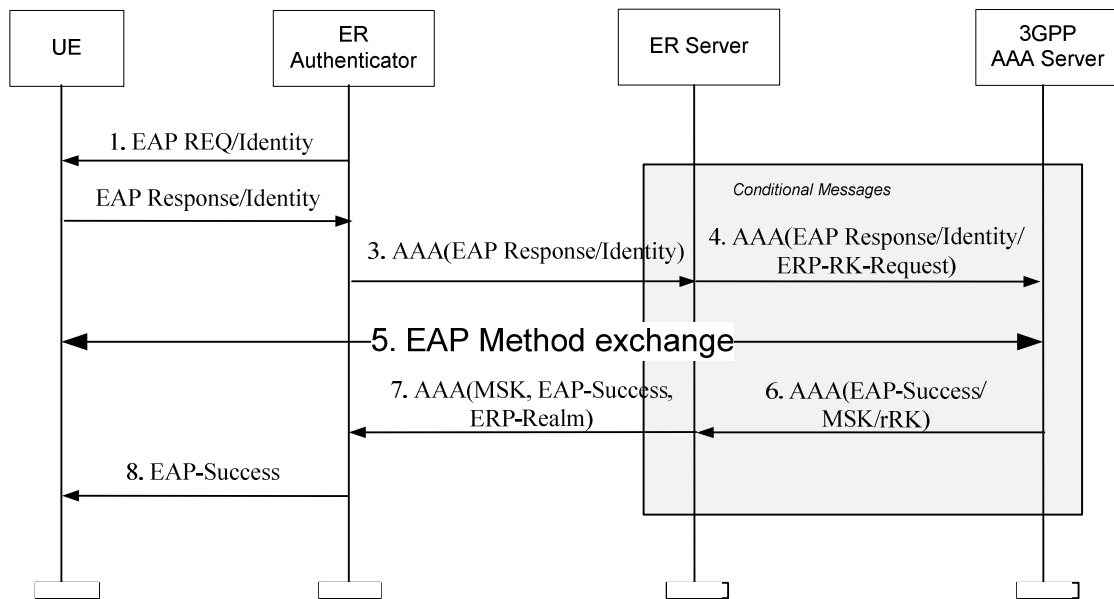 UE
ER
Authenticator
ER Server
3GPP
AAA Server
1. EAP REQ/Identity
Conditional Messages
EAP Response/Identity
3. AAA(EAP Response/Identity)
4. AAA(EAP Response/Identity/
ERP-RK-Request)
5. EAP Method exchange
7. AAA(MSK, EAP-Success,
ERP-Realm)
6. AAA(EAP-Success/
MSK/rRK)
8. EAP-Success